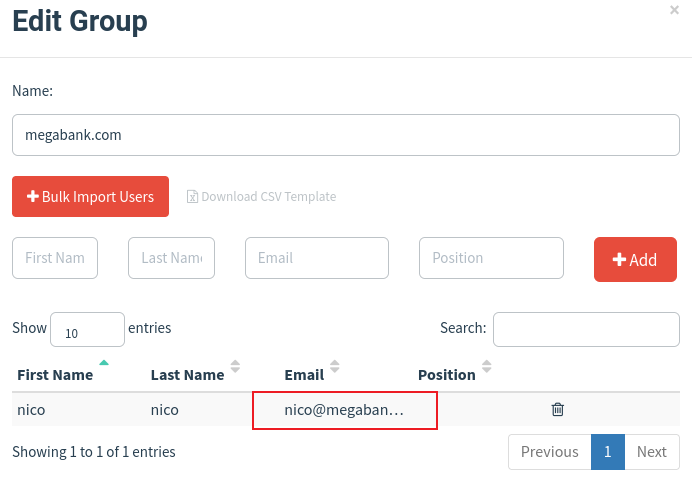 Edit Group
×
Name:
megabank.com
+ Bulk Import Users Download CSV Template
First Nam Last Name Email Position + Add
Show 10 entries Search:
First Name Last Name Email Position
nico nico nico@megaban…
Showing 1 to 1 of 1 entries Previous 1 Next